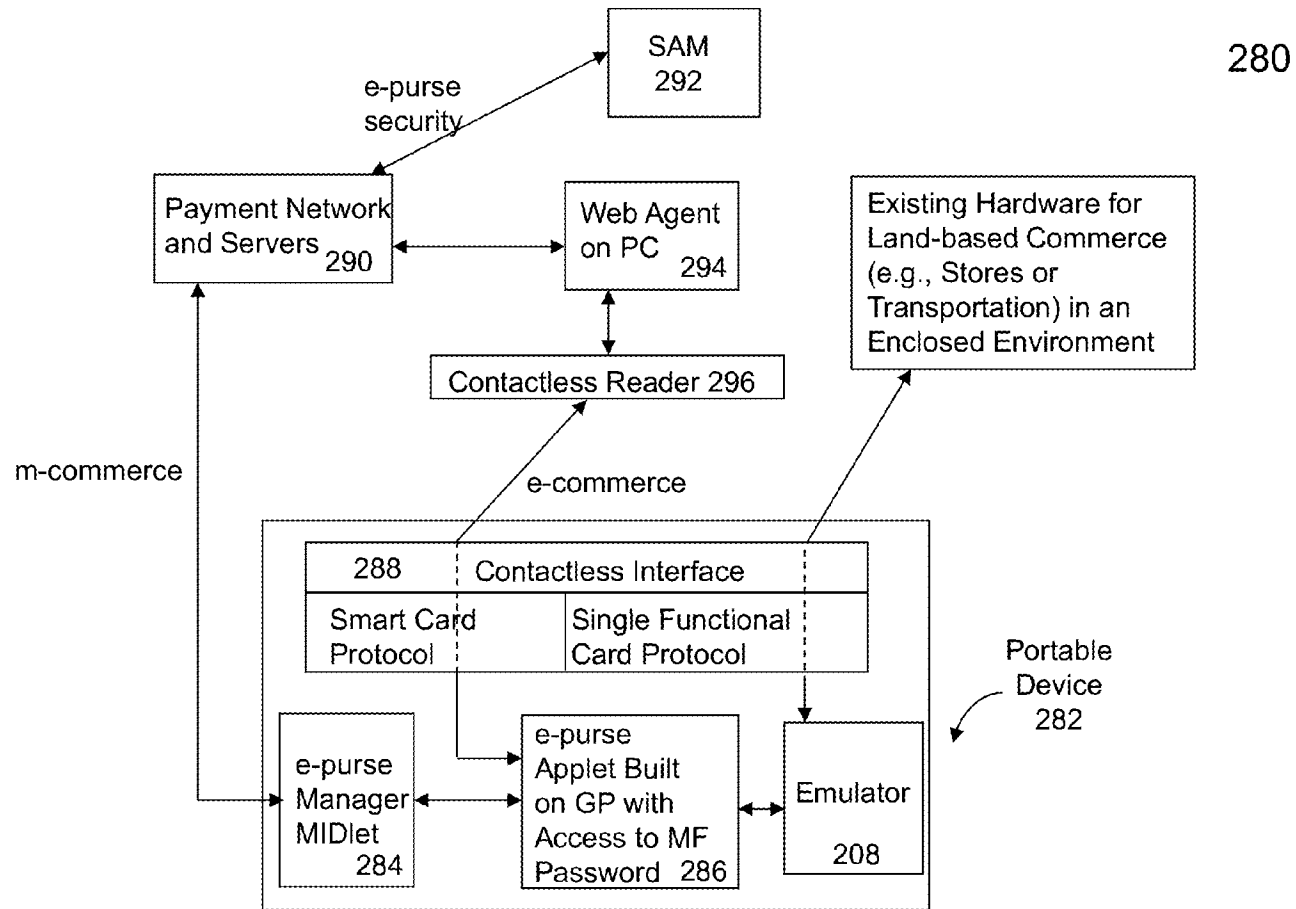 SAM
292
280
e-purse
security
Payment Network
and Servers
290
Web Agent
on PC
294
Existing Hardware for
Land-based Commerce
(e.g., Stores or
Transportation) in an
Enclosed Environment
Contactless Reader 296
m-commerce
e-commerce
288
Contactless Interface
Smart Card
Protocol
Single Functional
Card Protocol
Portable
Device
282
e-purse
Manager
MIDlet
284
e-purse
Applet Built
on GP with
Access to MF
Password 286
Emulator
208